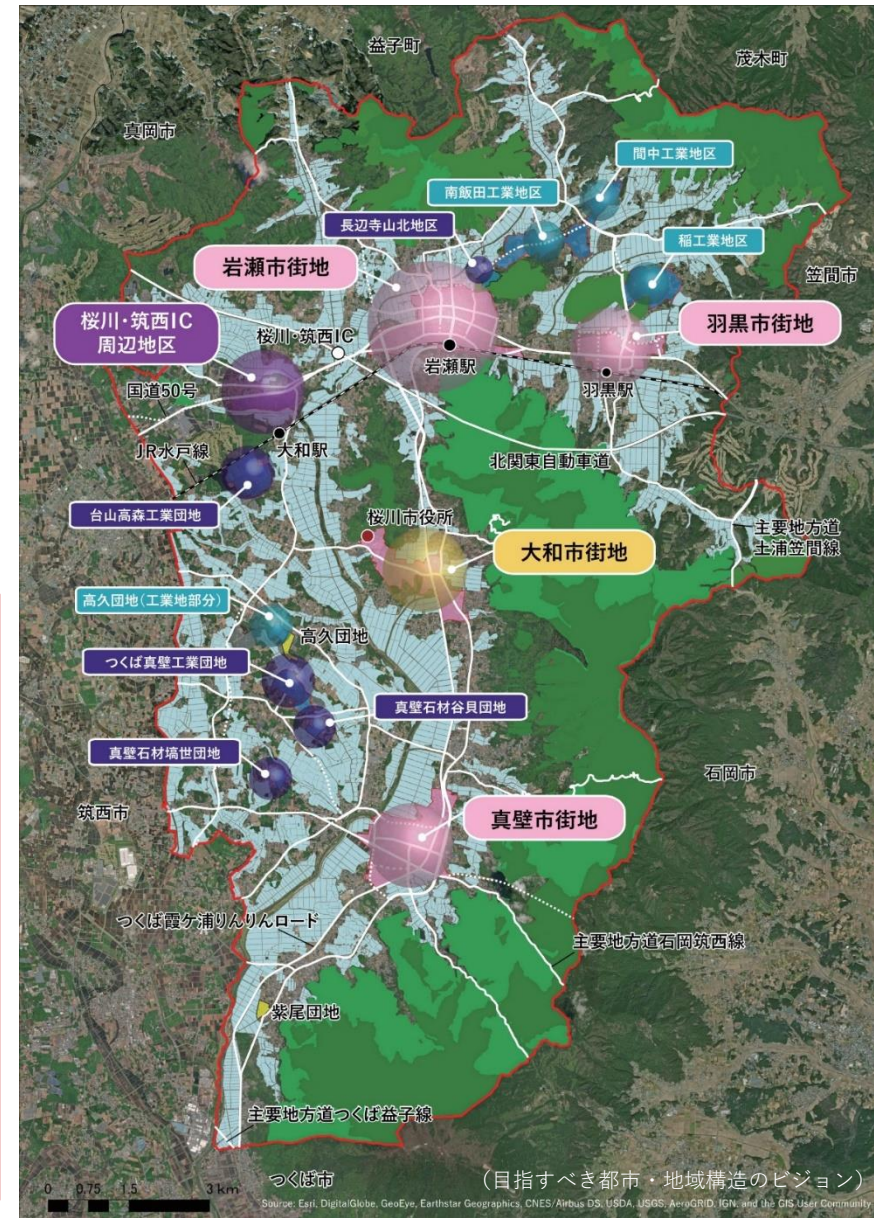 益子町
茂木町
真岡市
間中工業地区
南飯田工業地区
長辺寺山北地区
稲工業地区
岩瀬市街地
笠間市
羽黒市街地
桜川・筑西IC
周辺地区
桜川・筑西IC
岩瀬駅
羽黒駅
国道50号
JR水戸線
大和駅
北関東自動車道
台山高森工業団地
桜川市役所
主要地方道
土浦笠間線
大和市街地
高久団地(工業地部分)
高久団地
つくば真壁工業団地
真壁石材谷貝団地
真壁石材塙世団地
石岡市
筑西市
真壁市街地
つくば霞ケ浦りんりんロード
主要地方道石岡筑西線
紫尾団地
主要地方道つくば益子線
つくば市
(目指すべき都市・地域構造のビジョン)
0 0.75 1.5 3 km
Source: Esri, DigitalGlobe, GeoEye, Earthstar Geographics, CNES/Airbus DS, USDA, USGS, AeroGRID, IGN, and the GIS User Community